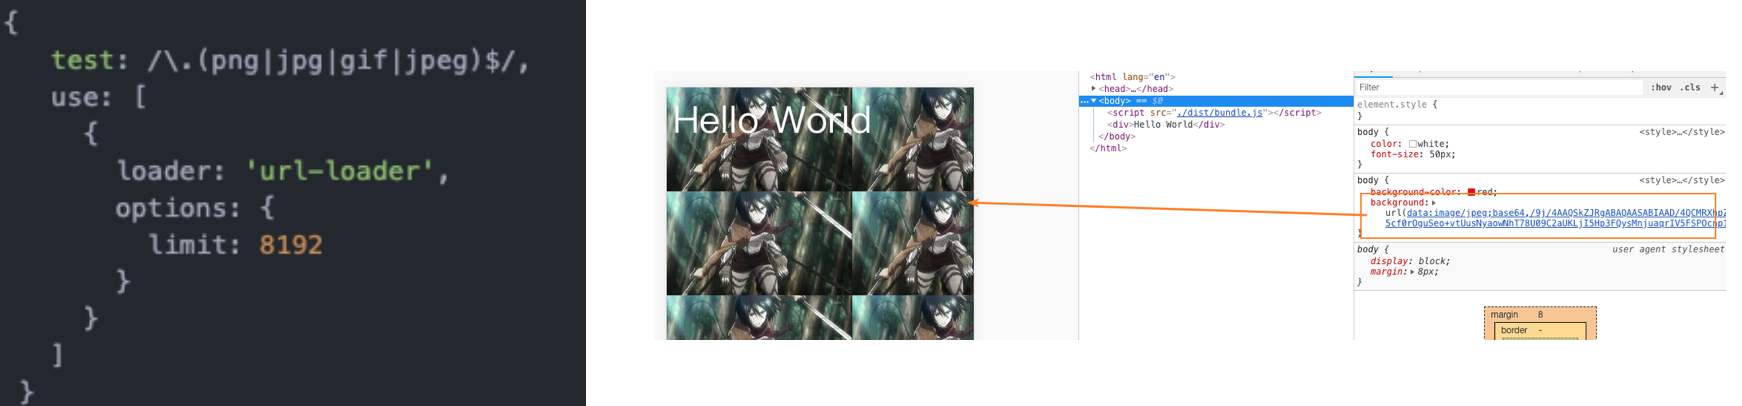 {
test: /\.(png|jpg|gif|jpeg)$/,
use: [
{
loader: 'url-loader',
options: {
limit: 8192
}
}
]
}
Hello World
<html lang="en">
<head>…</head>
<body> == $0
<script src="./dist/bundle.js"></script>
<div>Hello World</div>
</body>
</html>
Filter :hov .cls +
element.style {
}
body { <style>…</style>
color: white;
font-size: 50px;
}
body { <style>…</style>
background-color: red;
background:
url(data:image/jpeg;base64,/9j/4AAQSkZJRgABAQAASABIAAD/4QCMRXhpZ
5cf0rOguSeo+vtUusNyaowNhT78U09C2aUKLjI5Hp3FQysMnjuaqrIV5FSPOcnp1
}
body { user agent stylesheet
display: block;
margin: 8px;
}
margin 8
border -